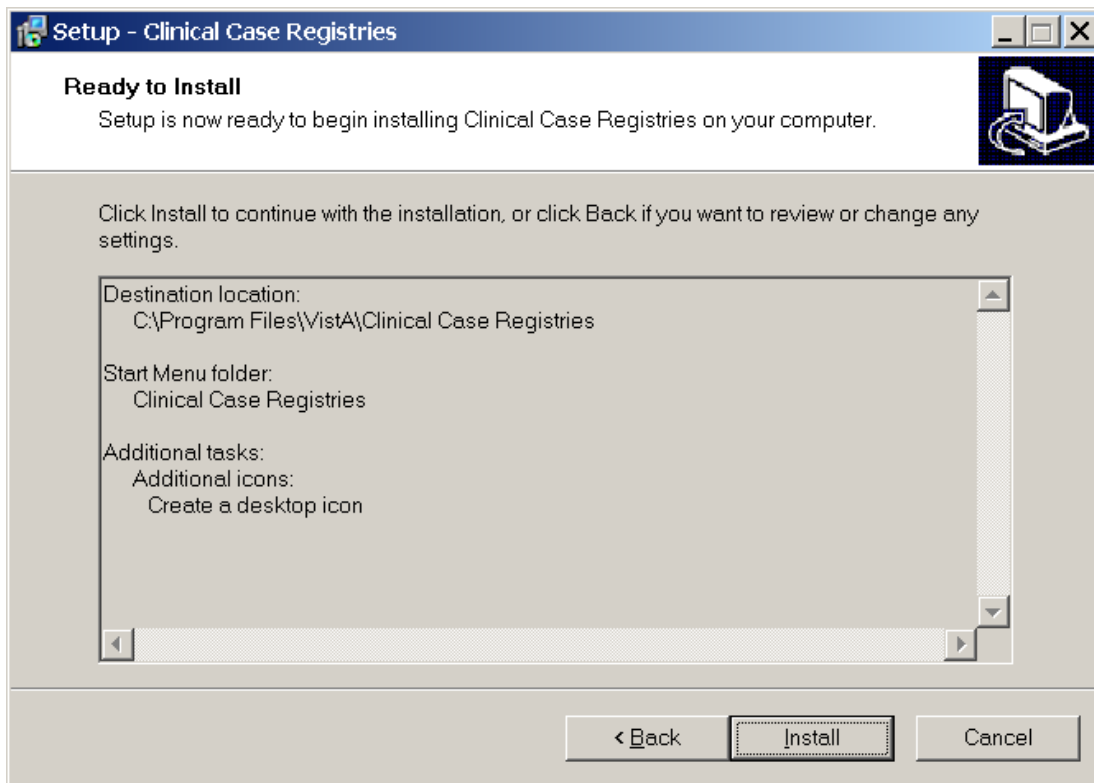 Setup - Clinical Case Registries
Ready to Install
Setup is now ready to begin installing Clinical Case Registries on your computer.
Click Install to continue with the installation, or click Back if you want to review or change any
settings.
Destination location:
C:\Program Files\VistA\Clinical Case Registries
Start Menu folder:
Clinical Case Registries
Additional tasks:
Additional icons:
Create a desktop icon
< Back
Install
Cancel